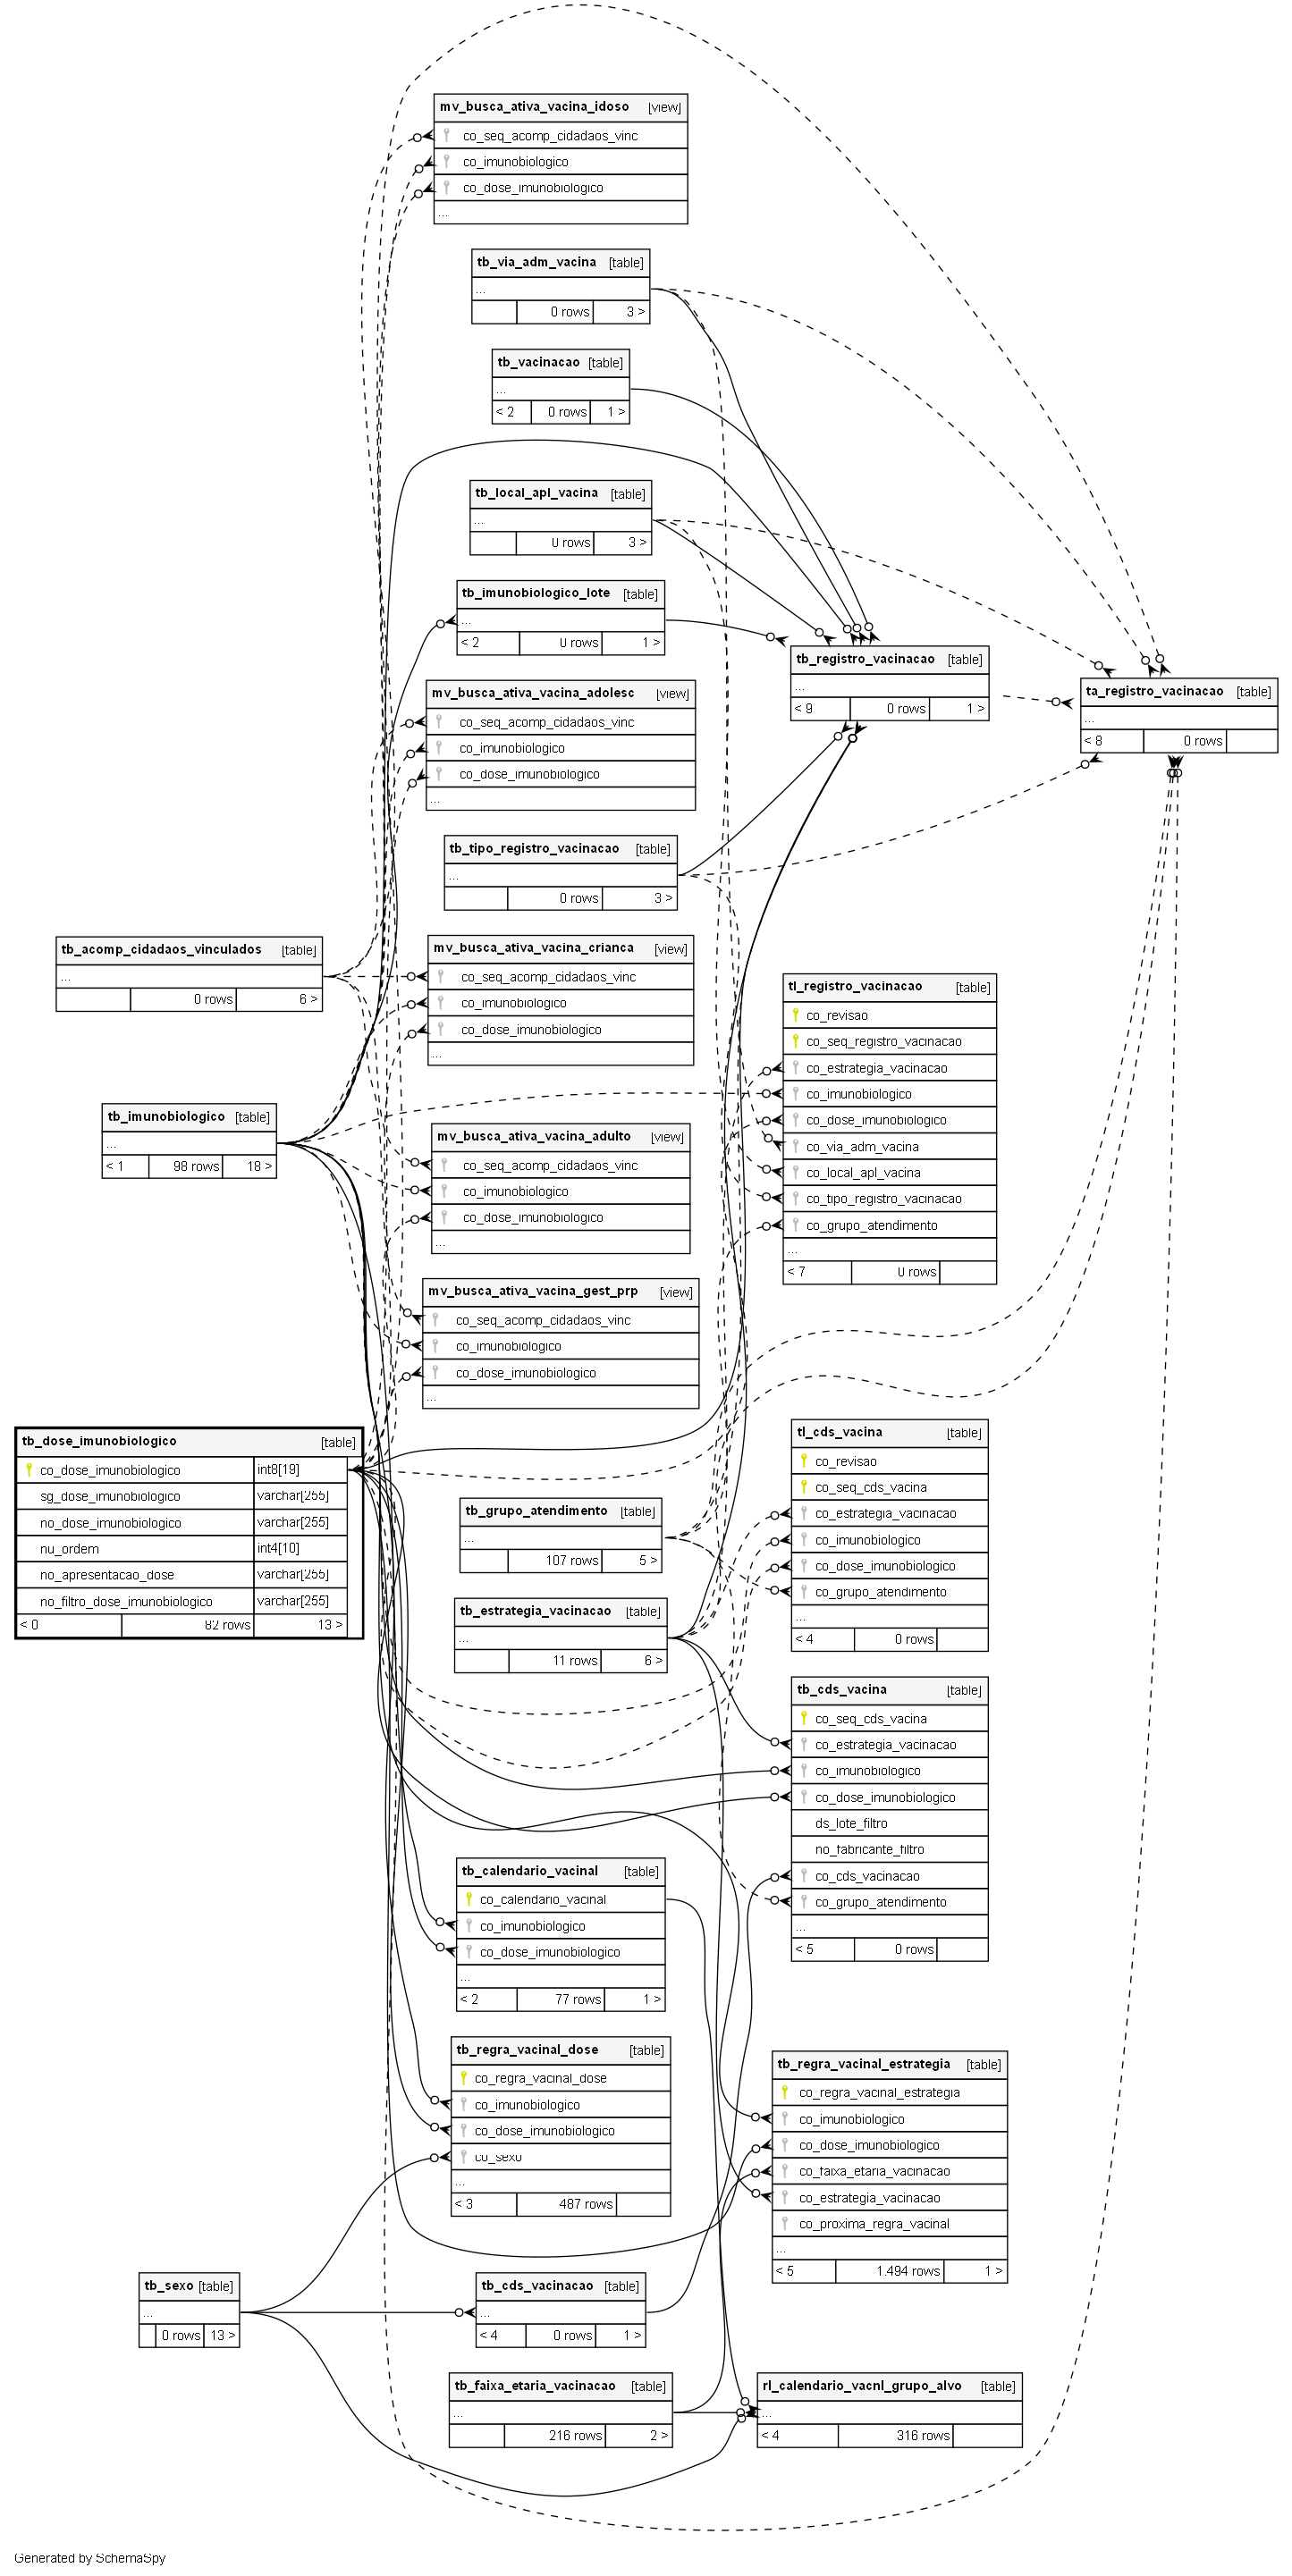 mv_busca_ativa_vacina_idoso [view]
co_seq_acomp_cidadaos_vinc
co_imunobiologico
co_dose_imunobiologico
...
tb_via_adm_vacina [table]
...
0 rows 3 >
tb_vacinacao [table]
...
< 2 0 rows 1 >
tb_local_apl_vacina [table]
...
0 rows 3 >
tb_imunobiologico_lote [table]
...
< 2 0 rows 1 >
tb_registro_vacinacao [table]
...
< 9 0 rows 1 >
ta_registro_vacinacao [table]
...
< 8 0 rows
mv_busca_ativa_vacina_adolesc [view]
co_seq_acomp_cidadaos_vinc
co_imunobiologico
co_dose_imunobiologico
...
tb_tipo_registro_vacinacao [table]
...
0 rows 3 >
tb_acomp_cidadaos_vinculados [table]
...
0 rows 6 >
mv_busca_ativa_vacina_crianca [view]
co_seq_acomp_cidadaos_vinc
co_imunobiologico
co_dose_imunobiologico
...
tl_registro_vacinacao [table]
co_revisao
co_seq_registro_vacinacao
co_estrategia_vacinacao
co_imunobiologico
co_dose_imunobiologico
co_via_adm_vacina
co_local_apl_vacina
co_tipo_registro_vacinacao
co_grupo_atendimento
...
< 7 0 rows
tb_imunobiologico [table]
...
< 1 98 rows 18 >
mv_busca_ativa_vacina_adulto [view]
co_seq_acomp_cidadaos_vinc
co_imunobiologico
co_dose_imunobiologico
...
mv_busca_ativa_vacina_gest_prp [view]
co_seq_acomp_cidadaos_vinc
co_imunobiologico
co_dose_imunobiologico
...
tb_dose_imunobiologico [table]
co_dose_imunobiologico int8[19]
sg_dose_imunobiologico varchar[255]
no_dose_imunobiologico varchar[255]
nu_ordem int4[10]
no_apresentacao_dose varchar[255]
no_filtro_dose_imunobiologico varchar[255]
< 0 82 rows 13 >
tl_cds_vacina [table]
co_revisao
co_seq_cds_vacina
co_estrategia_vacinacao
co_imunobiologico
co_dose_imunobiologico
co_grupo_atendimento
...
< 4 0 rows
tb_grupo_atendimento [table]
...
107 rows 5 >
tb_estrategia_vacinacao [table]
...
11 rows 6 >
tb_cds_vacina [table]
co_seq_cds_vacina
co_estrategia_vacinacao
co_imunobiologico
co_dose_imunobiologico
ds_lote_filtro
no_fabricante_filtro
co_cds_vacinacao
co_grupo_atendimento
...
< 5 0 rows
tb_calendario_vacinal [table]
co_calendario_vacinal
co_imunobiologico
co_dose_imunobiologico
...
< 2 77 rows 1 >
tb_regra_vacinal_dose [table]
co_regra_vacinal_dose
co_imunobiologico
co_dose_imunobiologico
co_sexo
...
< 3 487 rows
tb_regra_vacinal_estrategia [table]
co_regra_vacinal_estrategia
co_imunobiologico
co_dose_imunobiologico
co_faixa_etaria_vacinacao
co_estrategia_vacinacao
co_proxima_regra_vacinal
...
< 5 1.494 rows 1 >
tb_sexo [table]
...
0 rows 13 >
tb_cds_vacinacao [table]
...
< 4 0 rows 1 >
tb_faixa_etaria_vacinacao [table]
...
216 rows 2 >
rl_calendario_vacnl_grupo_alvo [table]
...
< 4 316 rows
Generated by SchemaSpy